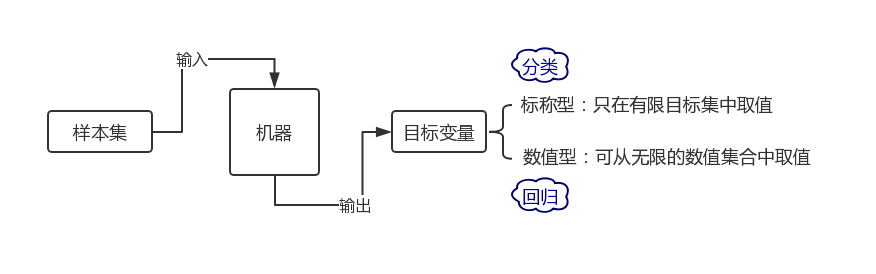 输入
样本集
机器
输出
目标变量
分类
标称型：只在有限目标集中取值
数值型：可从无限的数值集合中取值
回归